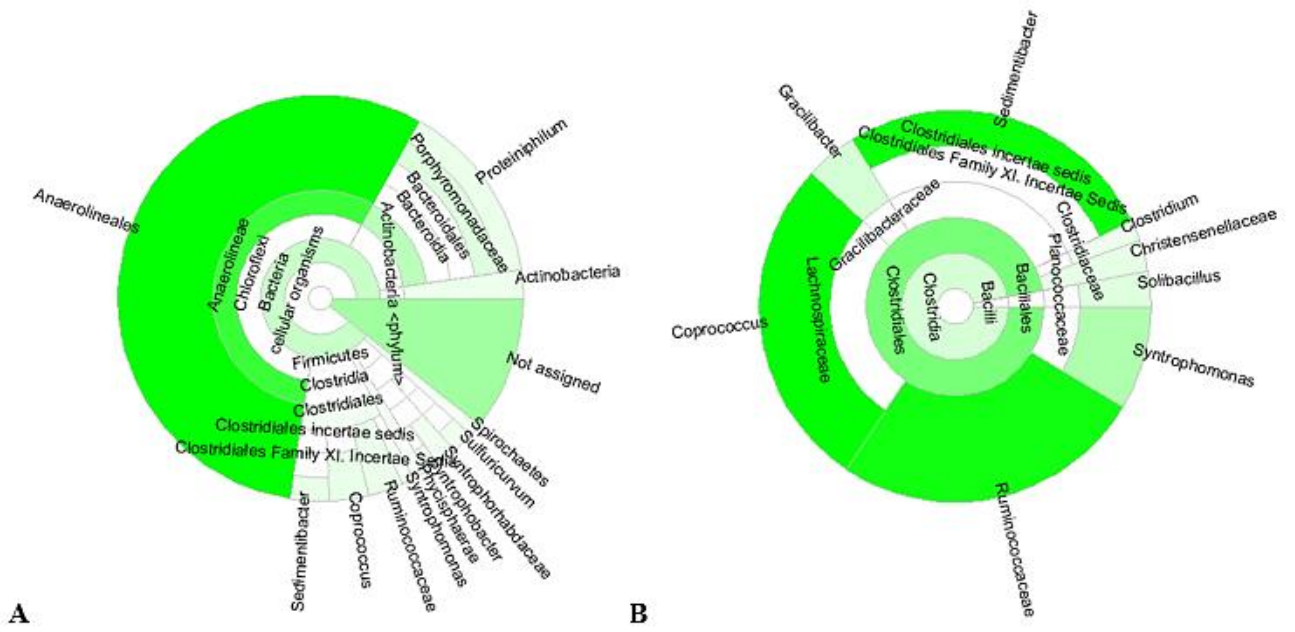 Anaerolineales
Anaerolineae
Chloroflexi
Bacteria
cellular organisms
Porphyromonadaceae
Bacteroidales
Bacteroidia
Proteiniphilum
Actinobacteria <phylum>
Actinobacteria
Not assigned
Firmicutes
Clostridia
Clostridiales
Clostridiales incertae sedis
Clostridiales Family XI. Incertae Sedis
Spirochaetes
Sulfuricurvum
Syntrophorhabdaceae
Syntrophobacter
Phycisphaerae
Syntrophomonas
Ruminococcaceae
Coprococcus
Sedimentibacter
A
Sedimentibacter
Gracilibacter
Clostridiales incertae sedis
Clostridiales Family XI. Incertae Sedis
Gracilibacteraceae
Clostridium
Christensenellaceae
Clostridiaceae
Solibacillus
Planococcaceae
Bacillales
Bacilli
Clostridia
Clostridiales
Lachnospiraceae
Coprococcus
Syntrophomonas
Ruminococcaceae
B